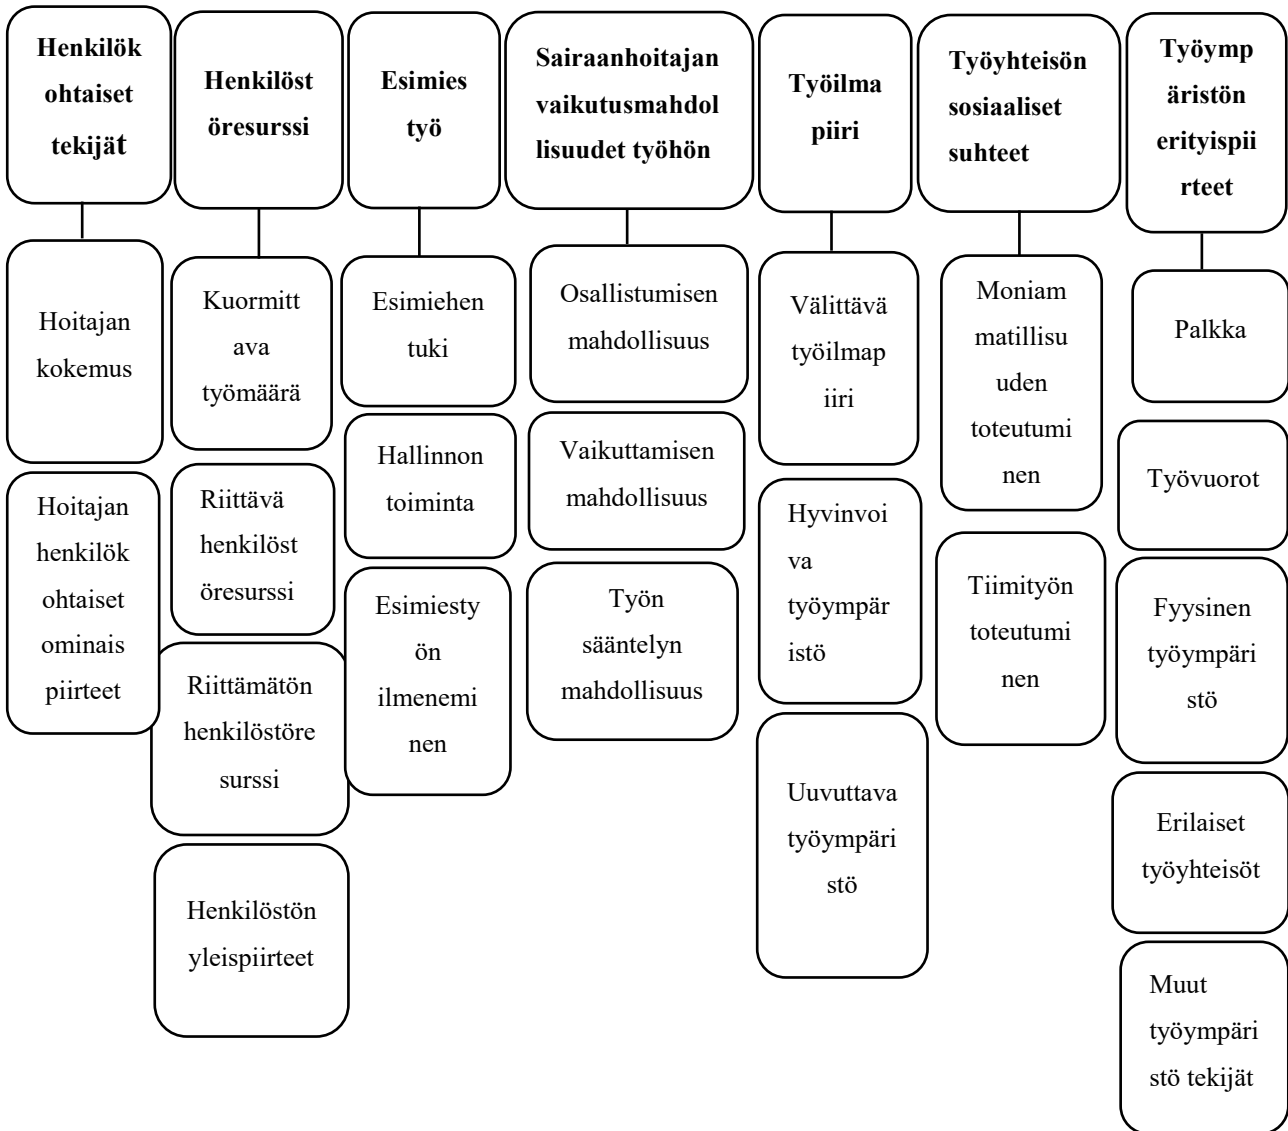 Henkilök
ohtaiset
tekijät
Hoitajan
kokemus
Hoitajan
henkilök
ohtaiset
ominais
piirteet
Henkilöst
öresurssi
Kuormitt
ava
työmäärä
Riittävä
henkilöst
öresurssi
Riittämätön
henkilöstöre
surssi
Henkilöstön
yleispiirteet
Esimies
työ
Esimiehen
tuki
Hallinnon
toiminta
Esimiesty
ön
ilmenemi
nen
Sairaanhoitajan
vaikutusmahdol
lisuudet työhön
Osallistumisen
mahdollisuus
Vaikuttamisen
mahdollisuus
Työn
sääntelyn
mahdollisuus
Työilma
piiri
Välittävä
työilmap
iiri
Hyvinvoi
va
työympär
istö
Uuvuttava
työympäri
stö
Työyhteisön
sosiaaliset
suhteet
Moniam
matillisu
uden
toteutumi
nen
Tiimityön
toteutumi
nen
Työymp
äristön
erityispii
rteet
Palkka
Työvuorot
Fyysinen
työympäri
stö
Erilaiset
työyhteisöt
Muut
työympäri
stö tekijät